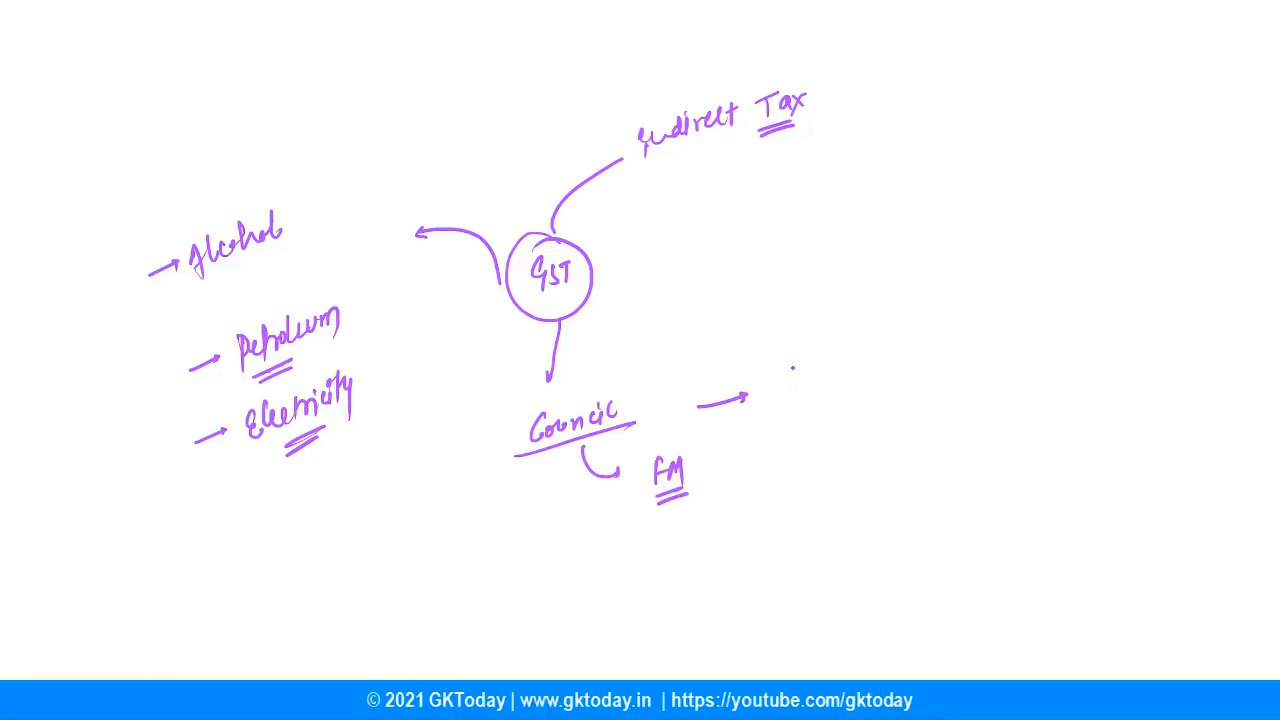 Indirect Tax
GST
→ Alcohol
→ Petroleum
→ Electricity
Council
FM
© 2021 GKToday | www.gktoday.in | https://youtube.com/gktoday